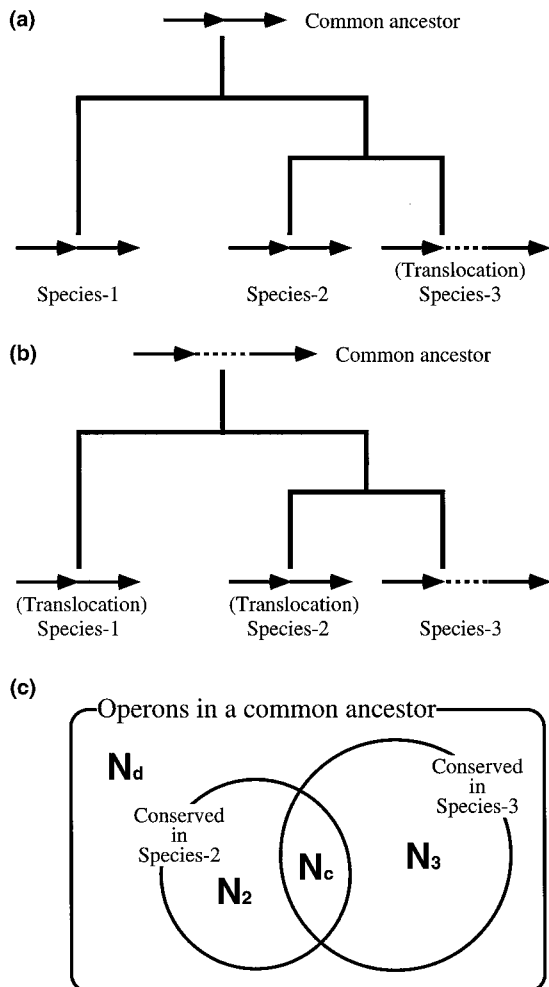 (a)
Common ancestor
(Translocation)
Species-1
Species-2
Species-3
(b)
Common ancestor
(Translocation)
(Translocation)
Species-1
Species-2
Species-3
(c)
Operons in a common ancestor
Nd
Conserved
in
Species-2
Conserved
in
Species-3
N2
Nc
N3